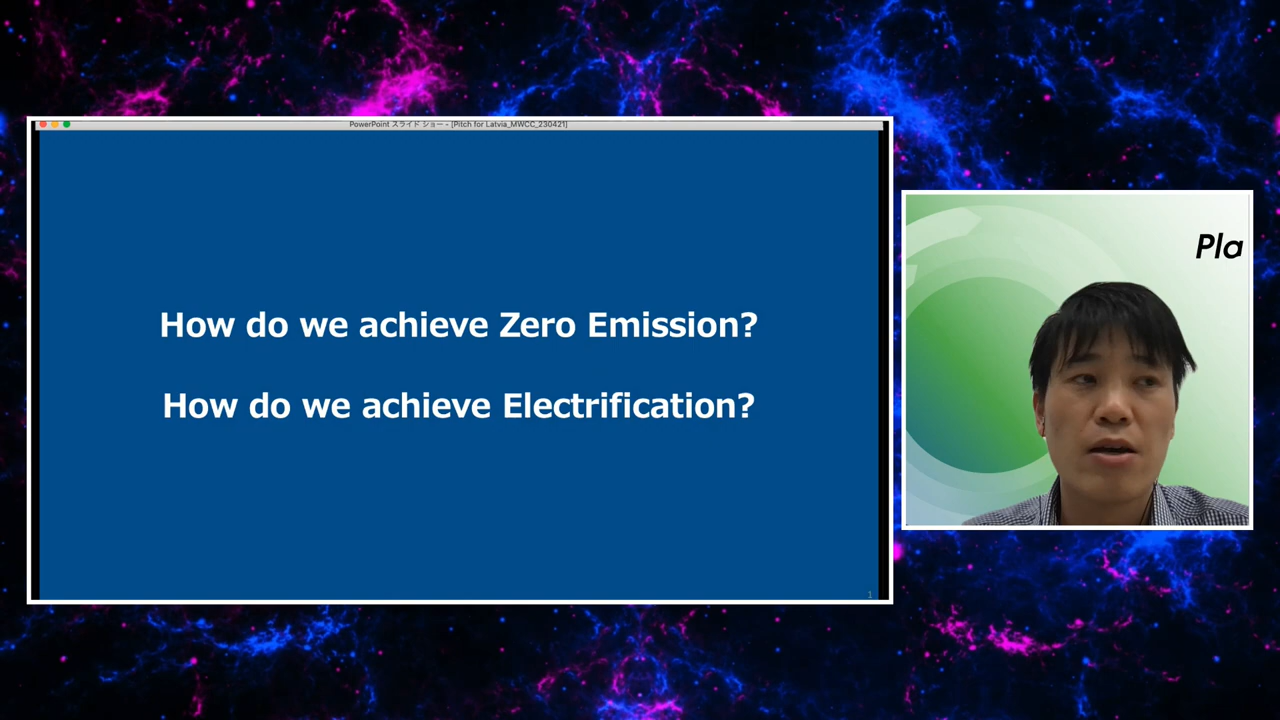 PowerPoint スライド ショー - [Pitch for Latvia_MWCC_230421]
How do we achieve Zero Emission?
How do we achieve Electrification?
1
Pla